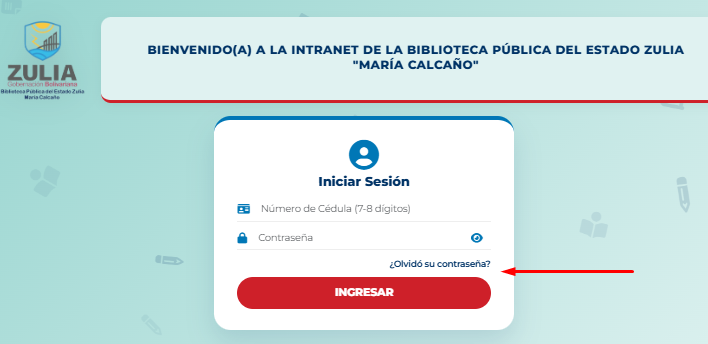 BIENVENIDO(A) A LA INTRANET DE LA BIBLIOTECA PÚBLICA DEL ESTADO ZULIA
"MARÍA CALCAÑO"
ZULIA
Gobernación Bolivariana
Biblioteca Pública del Estado Zulia
María Calcaño
Iniciar Sesión
Número de Cédula (7-8 dígitos)
Contraseña
¿Olvidó su contraseña?
INGRESAR